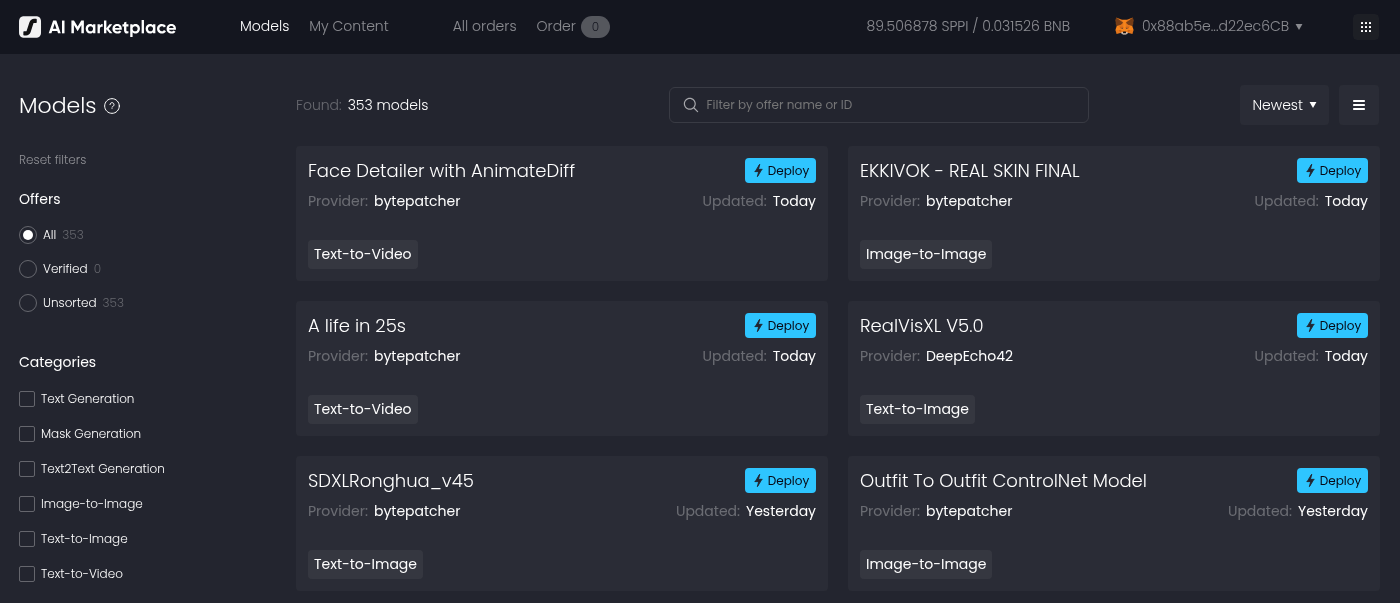 AI Marketplace
Models
My Content
All orders
Order 0
89.506878 SPPI / 0.031526 BNB
0x88ab5e...d22ec6CB
Models ?
Found: 353 models
Filter by offer name or ID
Newest
Reset filters
Offers
All 353
Verified 0
Unsorted 353
Categories
Text Generation
Mask Generation
Text2Text Generation
Image-to-Image
Text-to-Image
Text-to-Video
Face Detailer with AnimateDiff
Deploy
Provider: bytepatcher
Updated: Today
Text-to-Video
EKKIVOK - REAL SKIN FINAL
Deploy
Provider: bytepatcher
Updated: Today
Image-to-Image
A life in 25s
Deploy
Provider: bytepatcher
Updated: Today
Text-to-Video
RealVisXL V5.0
Deploy
Provider: DeepEcho42
Updated: Today
Text-to-Image
SDXLRonghua_v45
Deploy
Provider: bytepatcher
Updated: Yesterday
Text-to-Image
Outfit To Outfit ControlNet Model
Deploy
Provider: bytepatcher
Updated: Yesterday
Image-to-Image